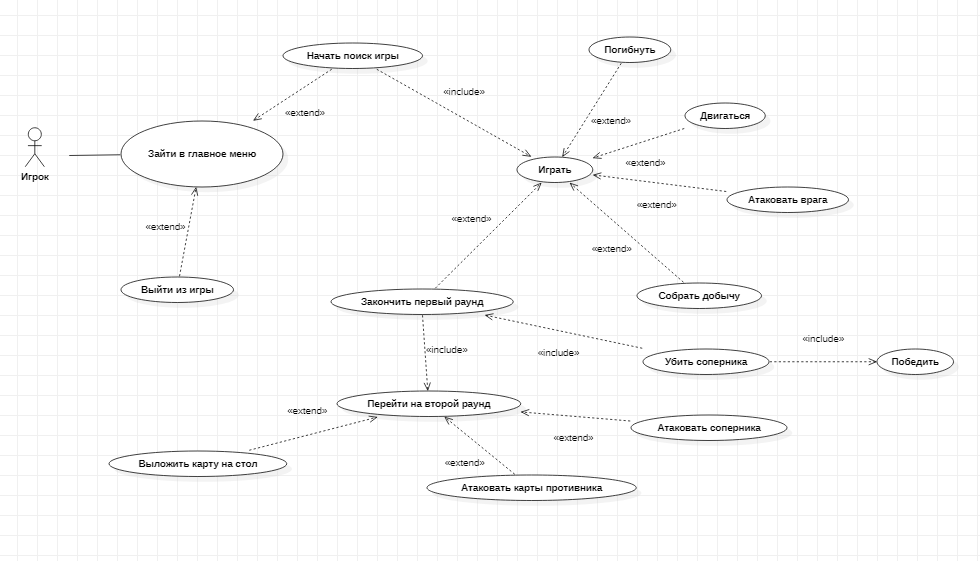 Погибнуть
Начать поиск игры
«include»
«extend»
«extend»
Двигаться
Игрок
Зайти в главное меню
Играть
«extend»
Атаковать врага
«extend»
«extend»
«extend»
«extend»
Выйти из игры
Закончить первый раунд
Собрать добычу
«include»
«include»
«include»
Убить соперника
Победить
Перейти на второй раунд
«extend»
Атаковать соперника
«extend»
Выложить карту на стол
«extend»
Атаковать карты противника